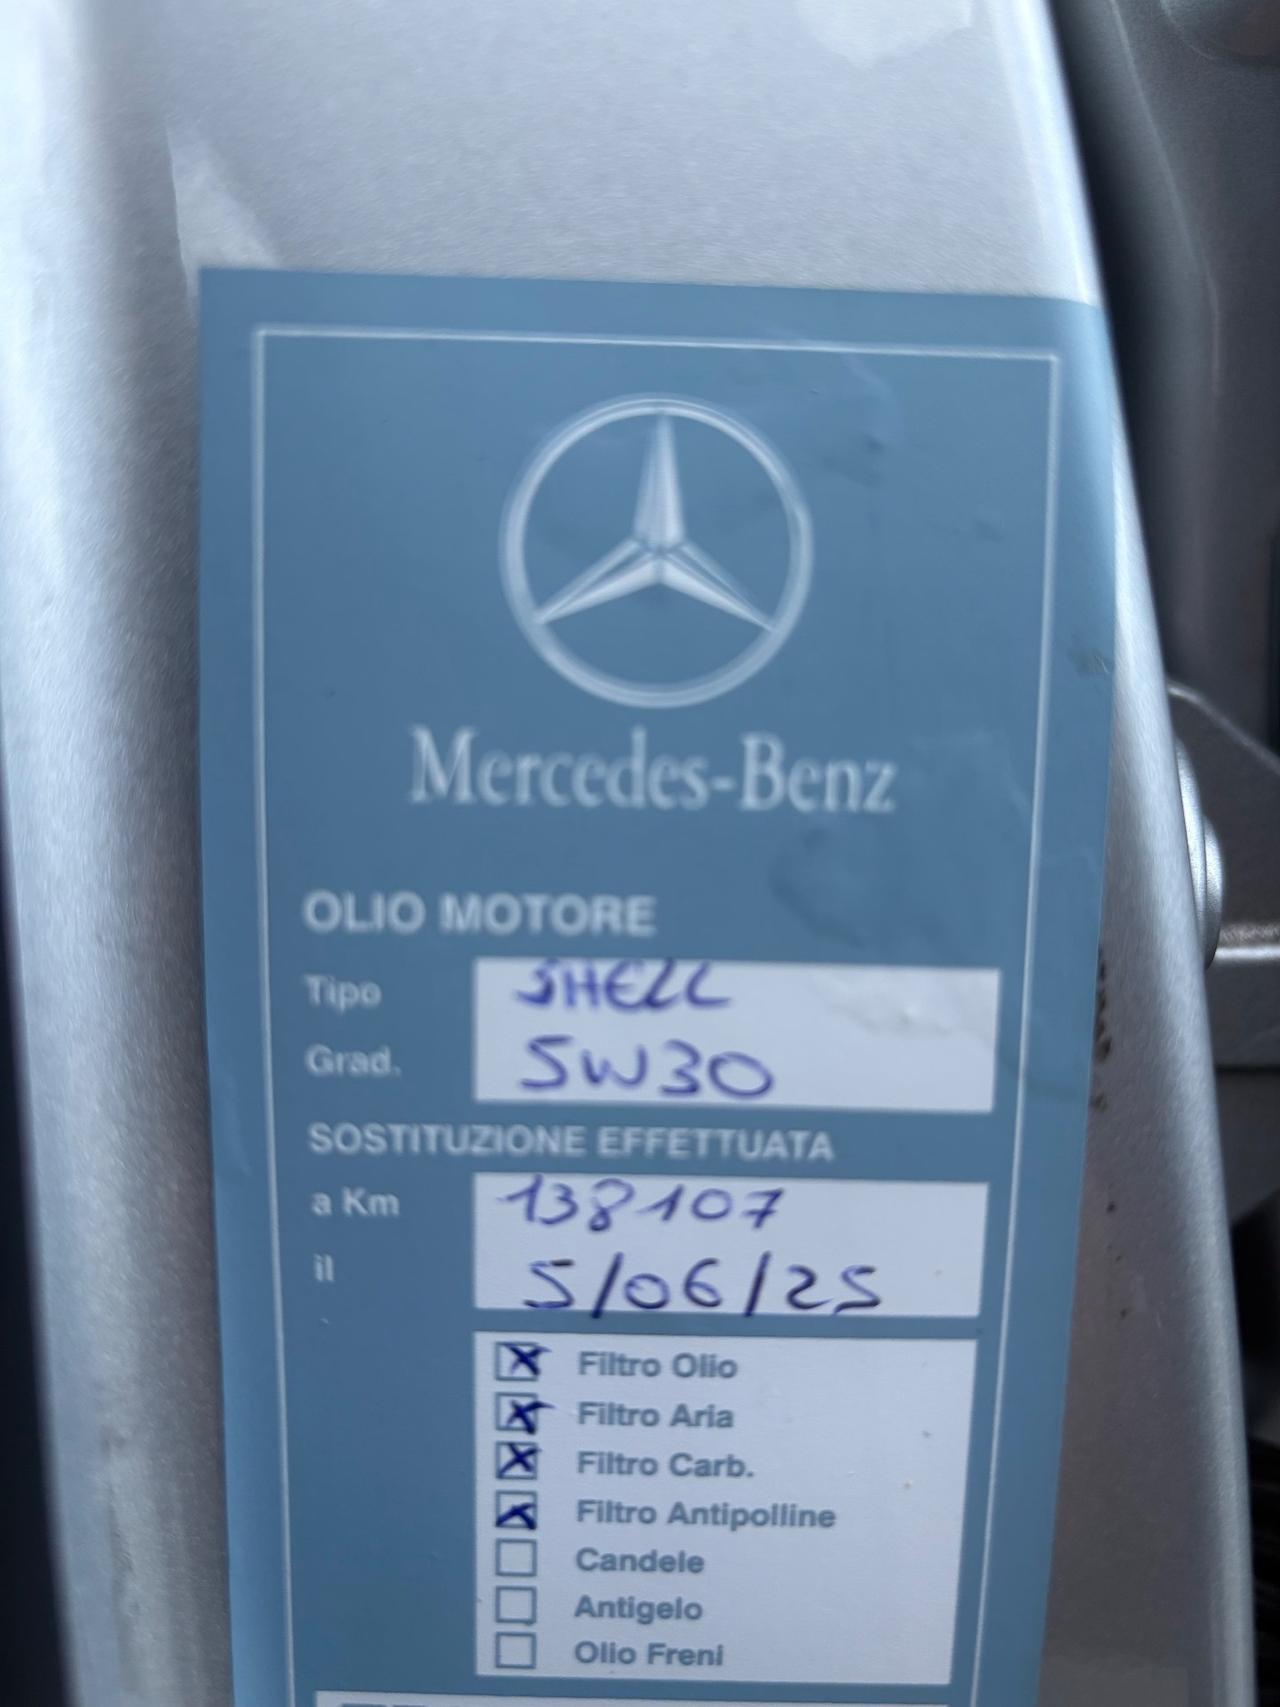 Mercedes-Benz
OLIO MOTORE
Tipo SHELL
Grad. 5W30
SOSTITUZIONE EFFETTUATA
a Km 138107
il 5/06/25
Filtro Olio
Filtro Aria
Filtro Carb.
Filtro Antipolline
Candele
Antigelo
Olio Freni